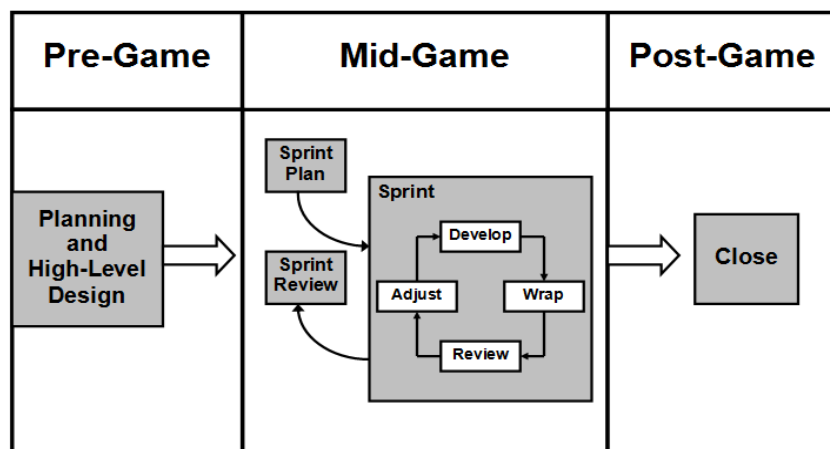 Pre-Game
Mid-Game
Post-Game
Planning
and
High-Level
Design
Sprint
Plan
Sprint
Review
Sprint
Develop
Adjust
Wrap
Review
Close